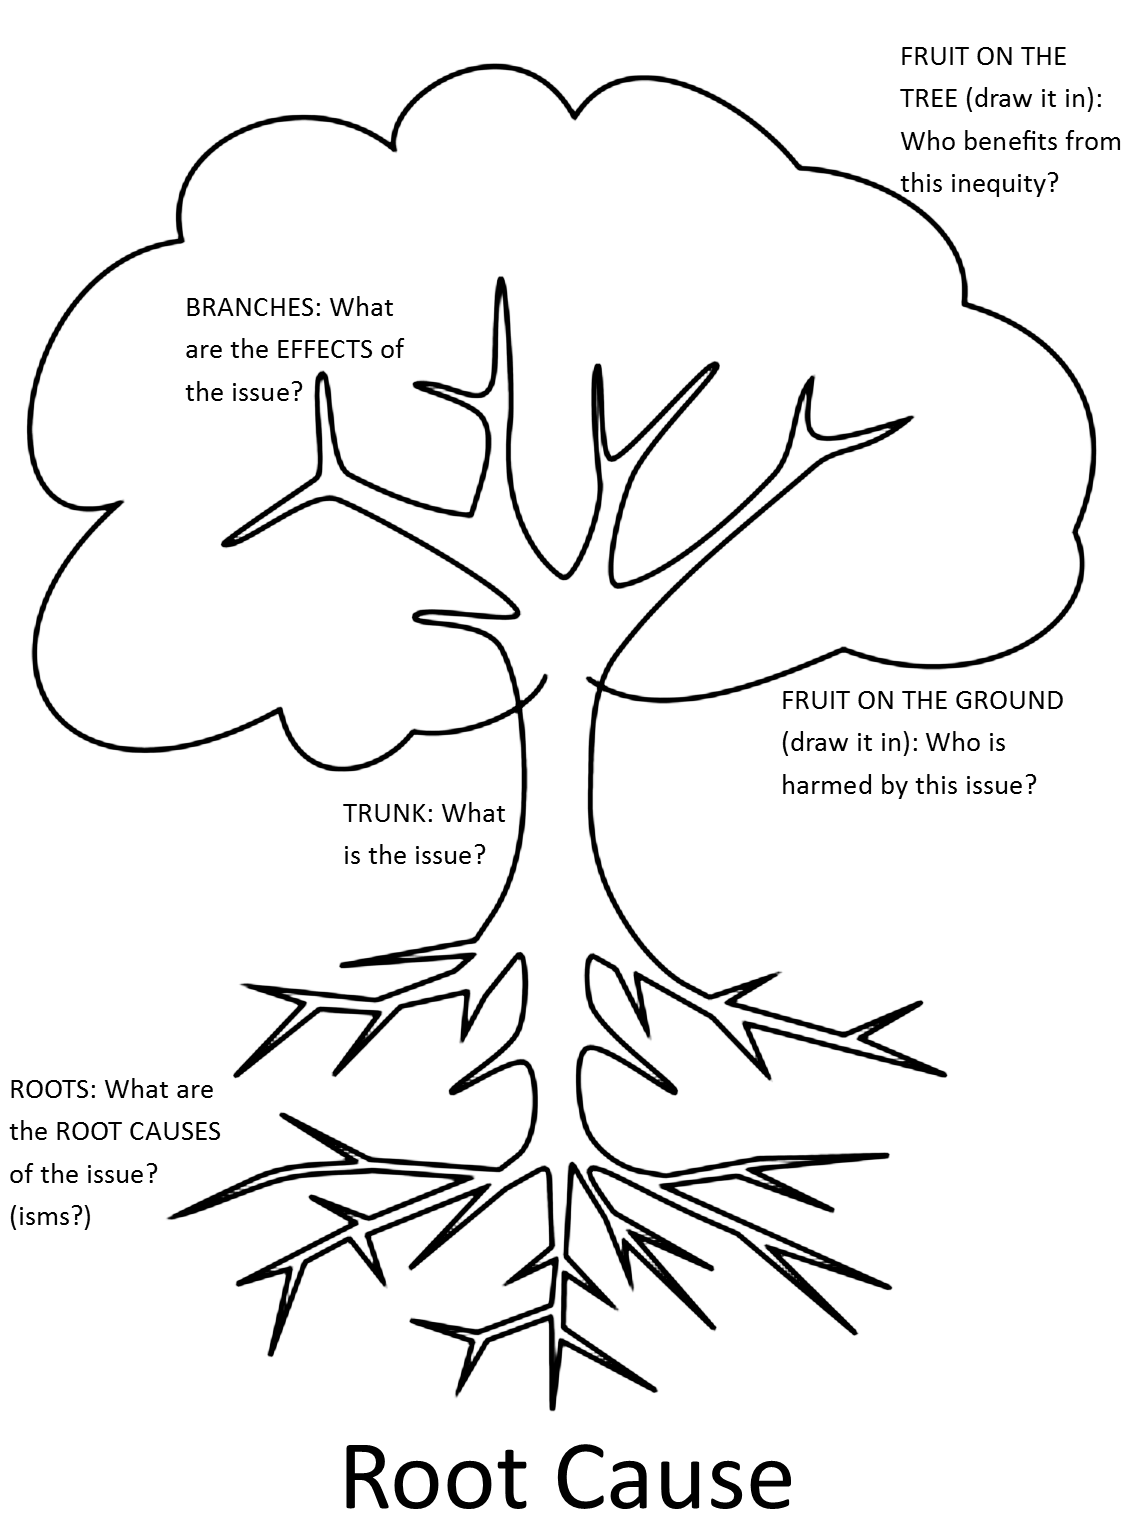 FRUIT ON THE
TREE (draw it in):
Who benefits from
this inequity?
BRANCHES: What
are the EFFECTS of
the issue?
FRUIT ON THE GROUND
(draw it in): Who is
harmed by this issue?
TRUNK: What
is the issue?
ROOTS: What are
the ROOT CAUSES
of the issue?
(isms?)
Root Cause